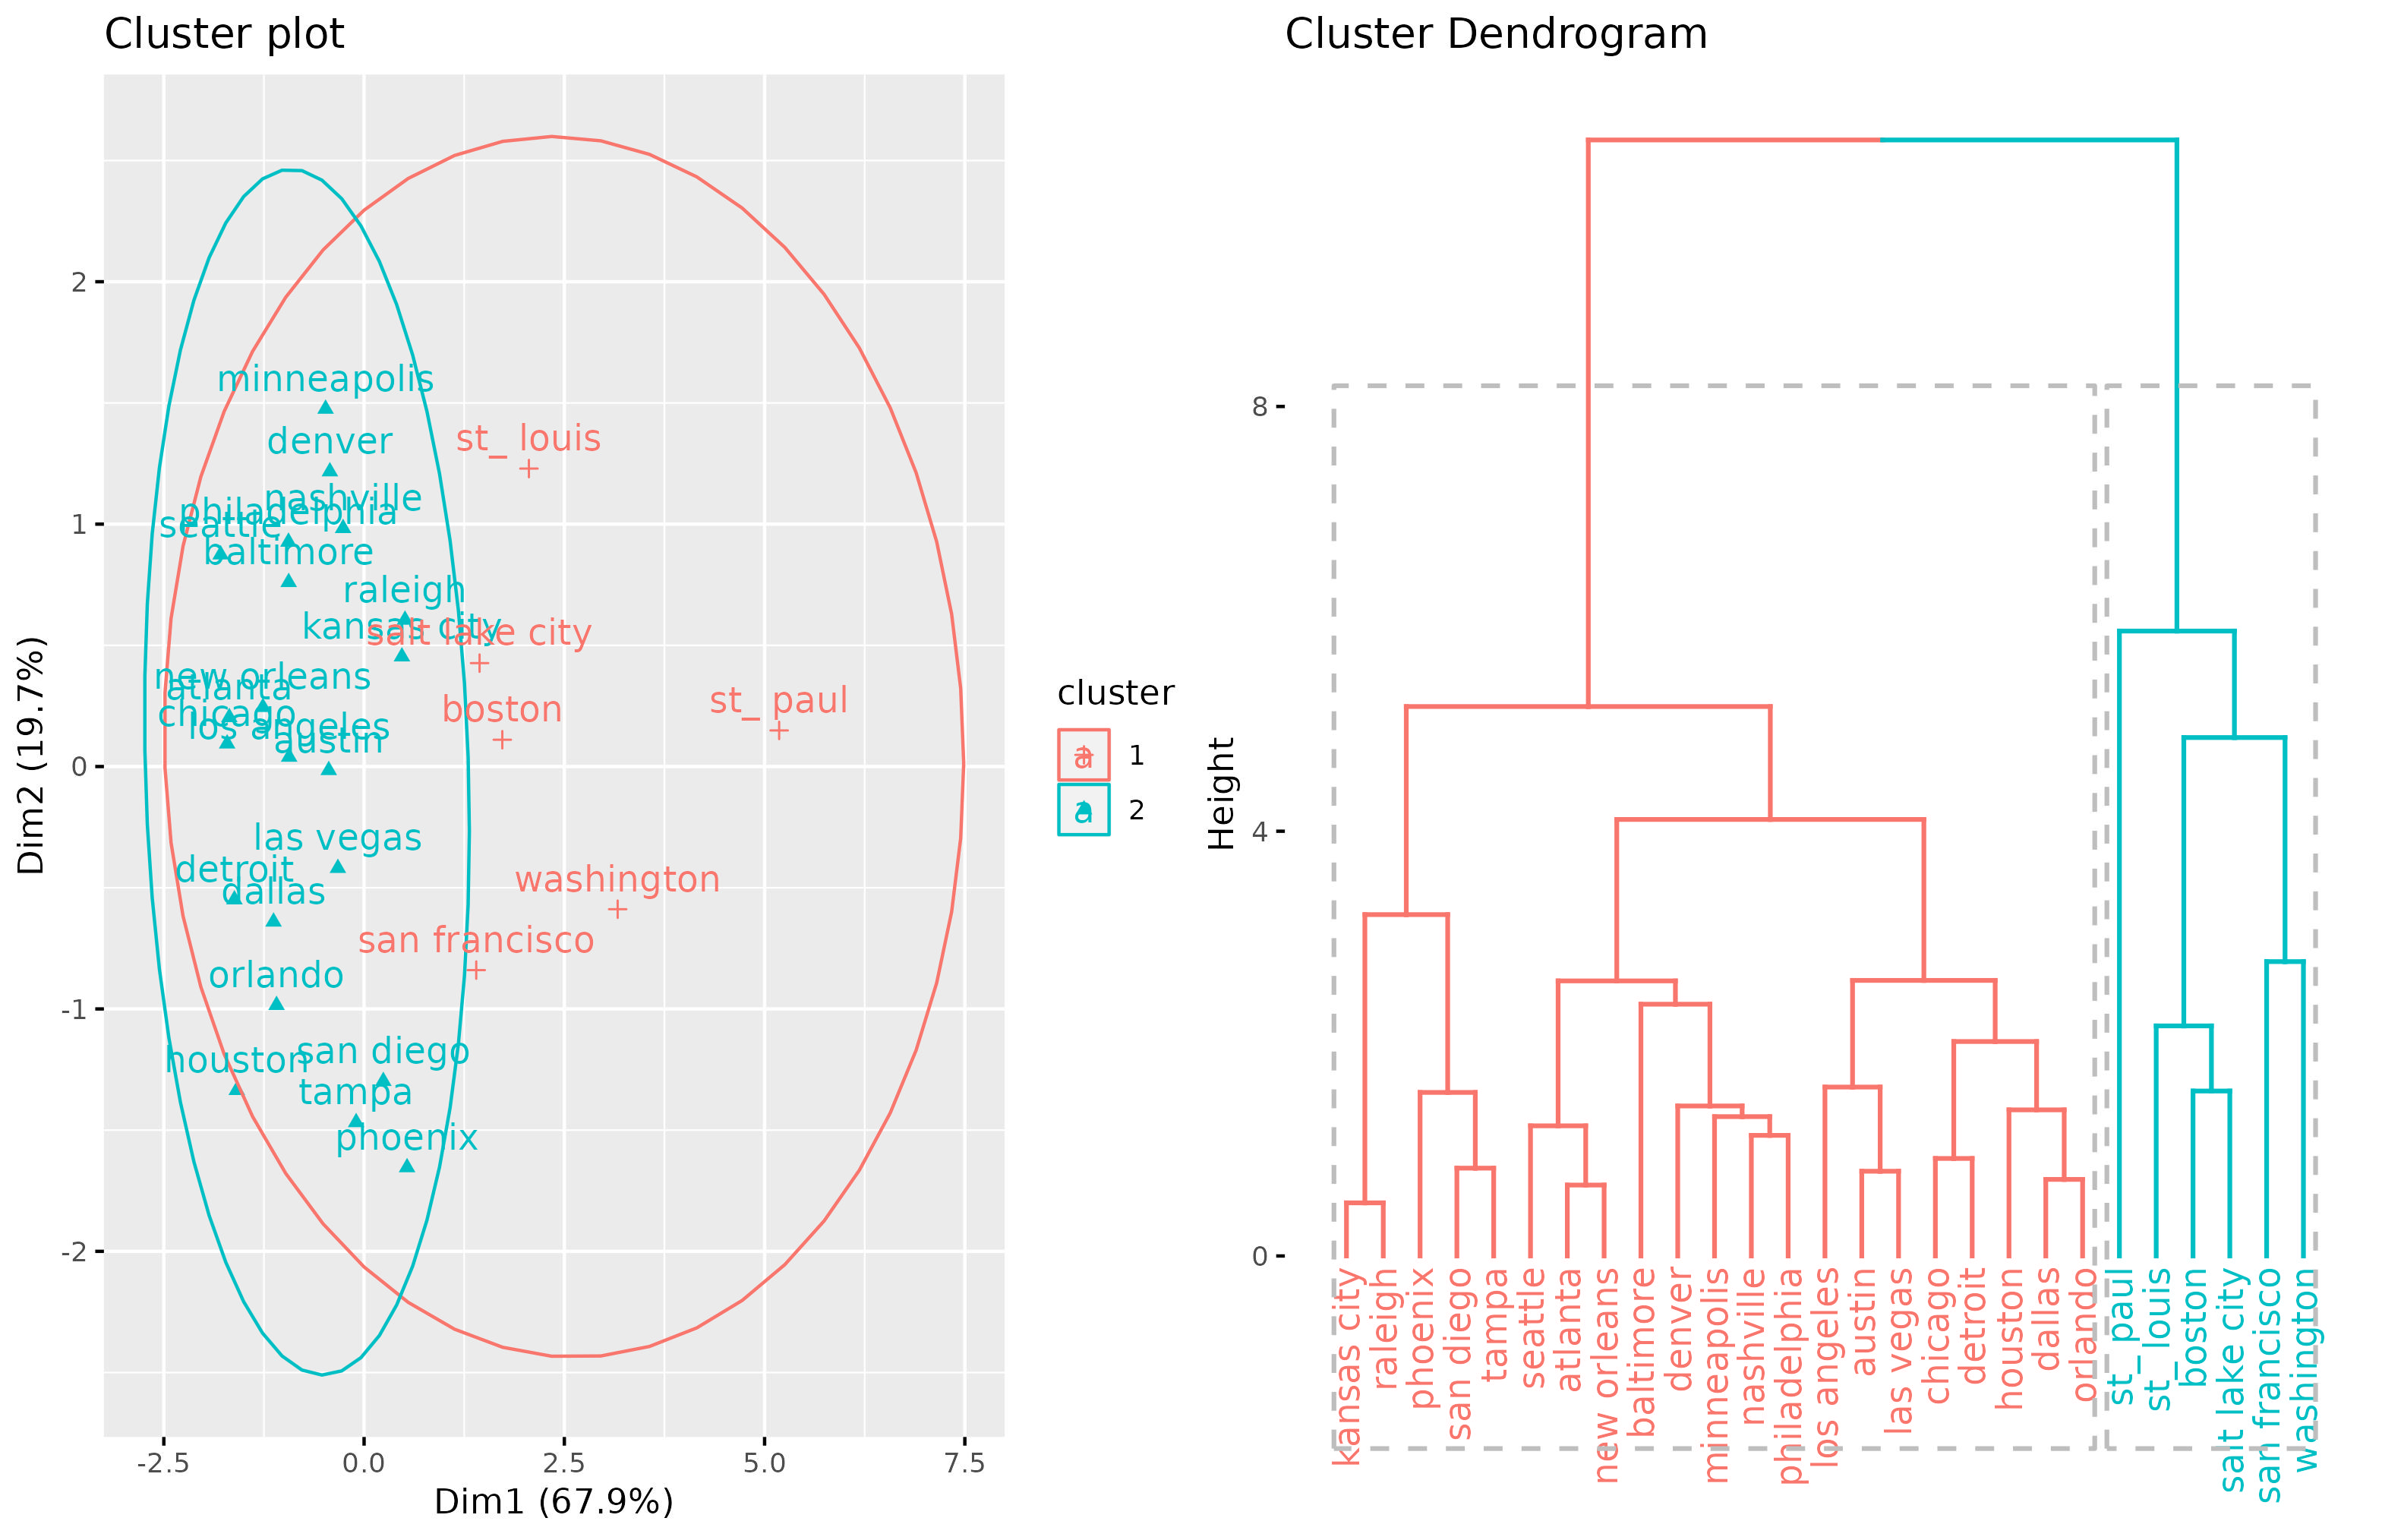 Cluster plot
minneapolis
st_ louis
denver
nashville
philadelphia
seattle
baltimore
raleigh
kansas city
salt lake city
new orleans
atlanta
st_ paul
boston
chicago
los angeles
austin
las vegas
detroit
washington
dallas
san francisco
orlando
san diego
houston
tampa
phoenix
2
1
0
-1
-2
-2.5
0.0
2.5
5.0
7.5
Dim1 (67.9%)
Dim2 (19.7%)
cluster
a 1
a 2
Cluster Dendrogram
Height
8
4
0
kansas city
raleigh
phoenix
san diego
tampa
seattle
atlanta
new orleans
baltimore
denver
minneapolis
nashville
philadelphia
los angeles
austin
las vegas
chicago
detroit
houston
dallas
orlando
st_ paul
st_ louis
boston
salt lake city
san francisco
washington